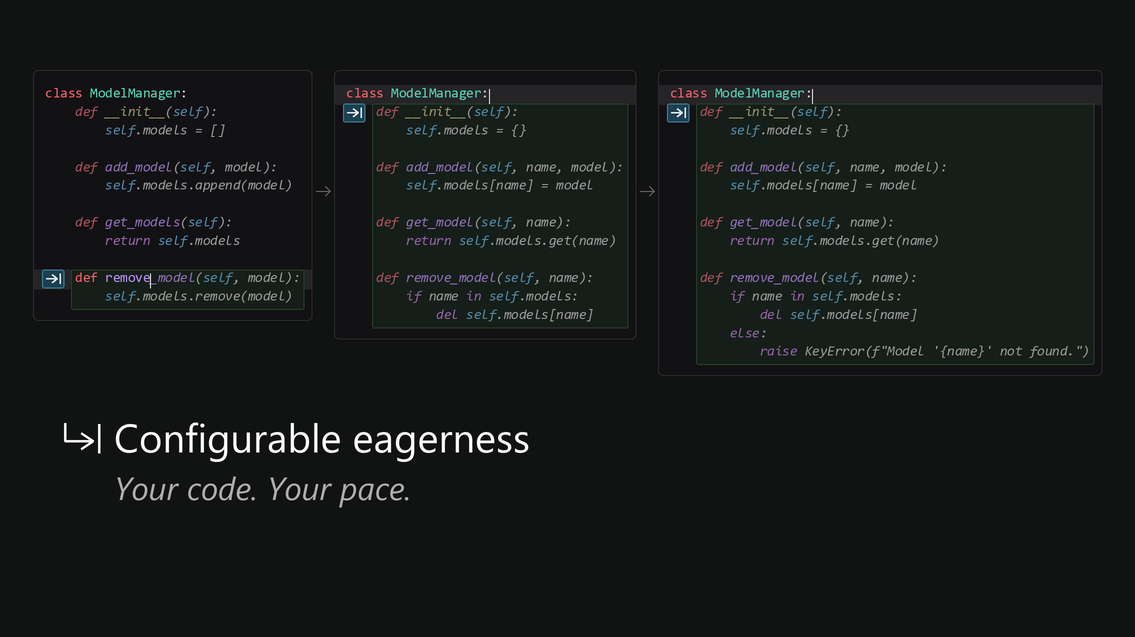 class ModelManager:
    def __init__(self):
        self.models = []

    def add_model(self, model):
        self.models.append(model)

    def get_models(self):
        return self.models

    def remove_model(self, model):
        self.models.remove(model)
class ModelManager:
    def __init__(self):
        self.models = {}

    def add_model(self, name, model):
        self.models[name] = model

    def get_model(self, name):
        return self.models.get(name)

    def remove_model(self, name):
        if name in self.models:
            del self.models[name]
class ModelManager:
    def __init__(self):
        self.models = {}

    def add_model(self, name, model):
        self.models[name] = model

    def get_model(self, name):
        return self.models.get(name)

    def remove_model(self, name):
        if name in self.models:
            del self.models[name]
        else:
            raise KeyError(f"Model '{name}' not found.")
Configurable eagerness
Your code. Your pace.